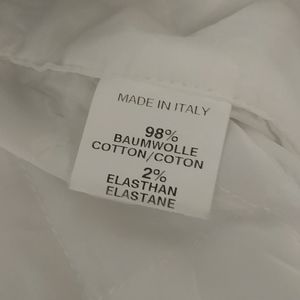 MADE IN ITALY
98%
BAUMWOLLE
COTTON/COTON
2%
ELASTHAN
ELASTANE